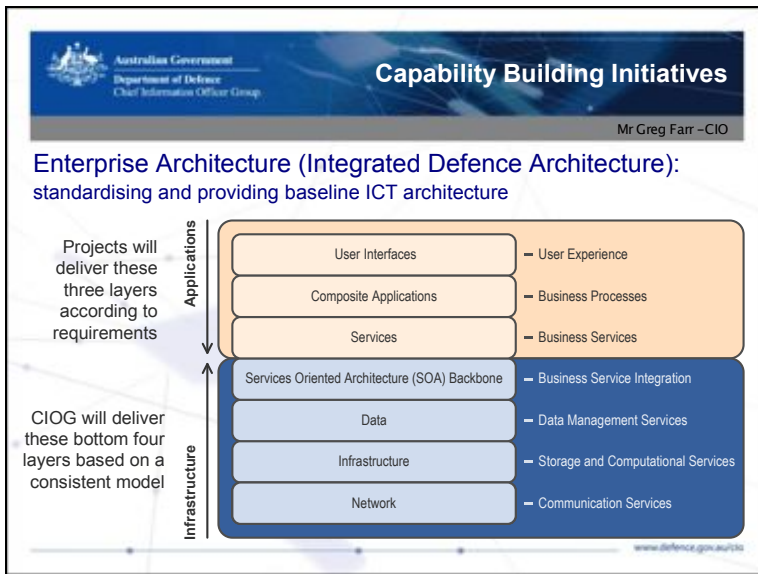 Australian Government
Department of Defence
Chief Information Officer Group
Capability Building Initiatives
Mr Greg Farr –CIO
Enterprise Architecture (Integrated Defence Architecture):
standardising and providing baseline ICT architecture
Projects will
deliver these
three layers
according to
requirements
Applications
User Interfaces
– User Experience
Composite Applications
– Business Processes
Services
– Business Services
CIOG will deliver
these bottom four
layers based on a
consistent model
Infrastructure
Services Oriented Architecture (SOA) Backbone
– Business Service Integration
Data
– Data Management Services
Infrastructure
– Storage and Computational Services
Network
– Communication Services
www.defence.gov.au/cio